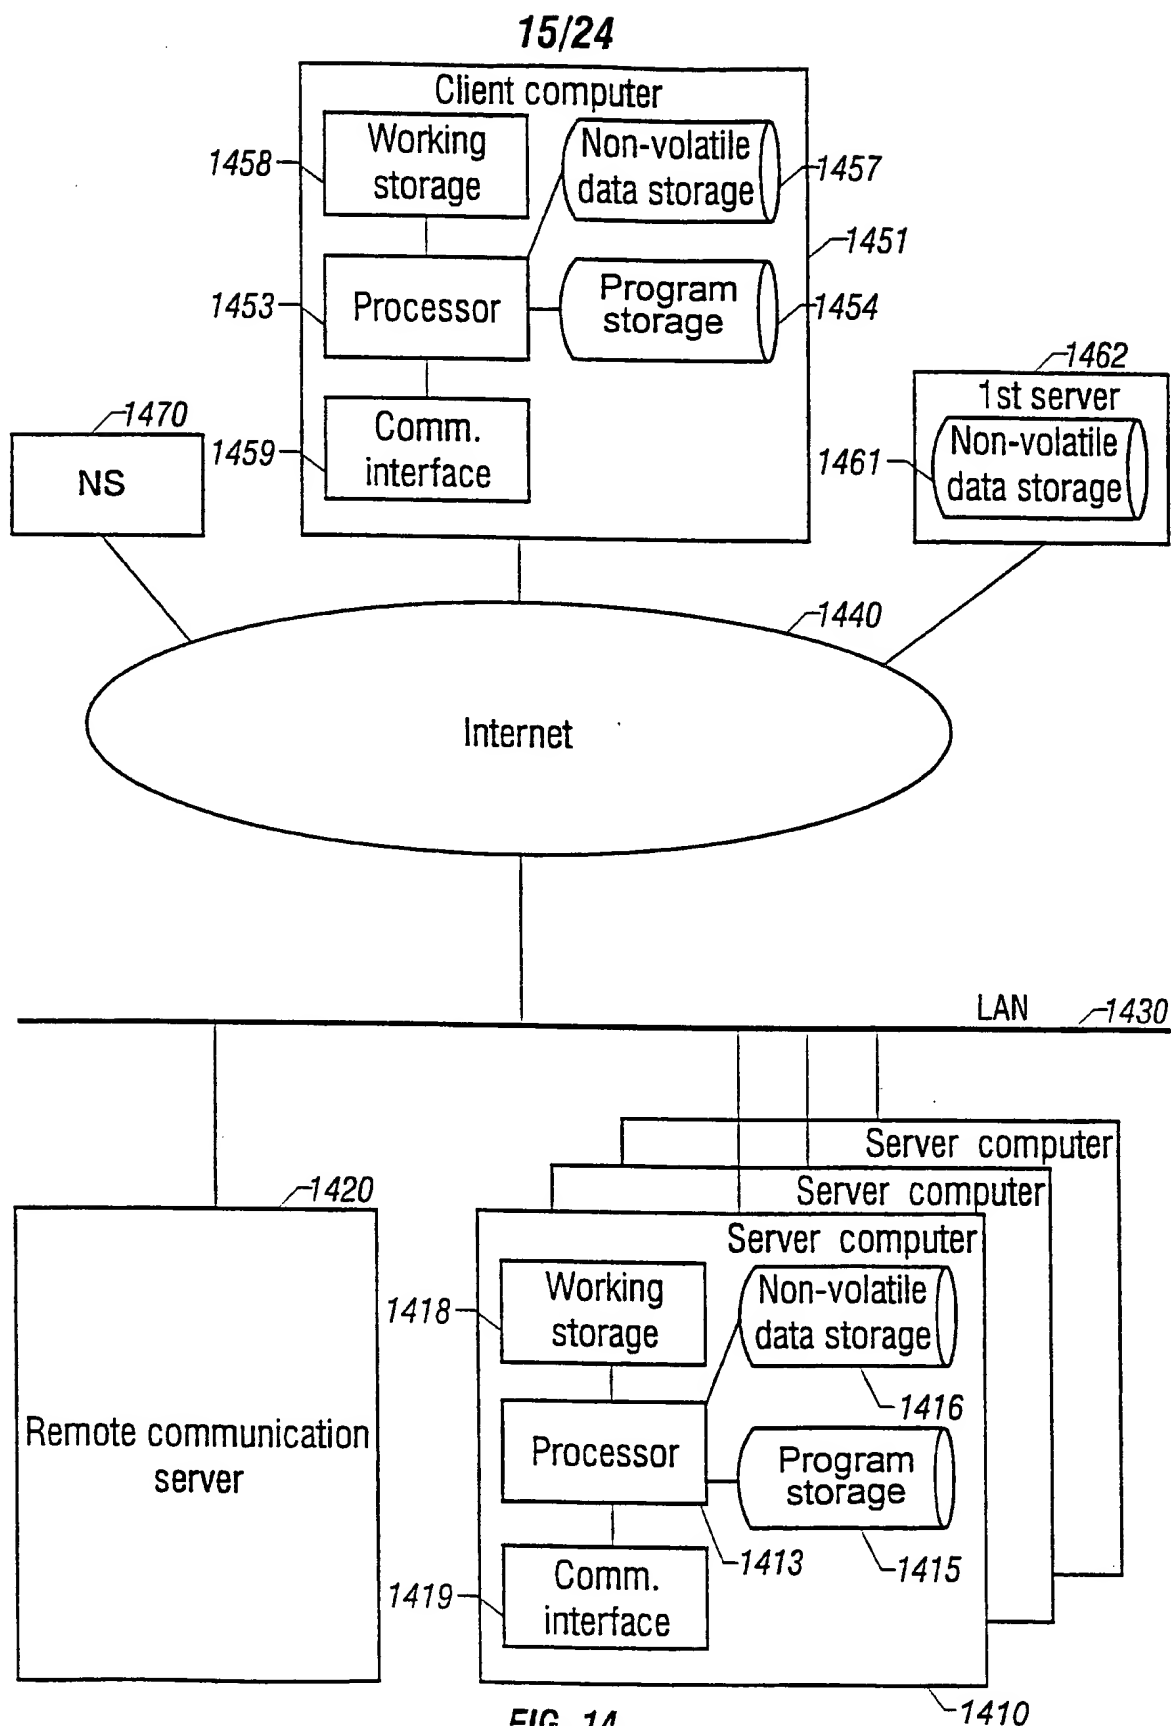 15/24
Client computer
Working
storage
1458
Non-volatile
data storage
1457
1451
Processor
1453
Program
storage
1454
Comm.
interface
1459
1470
NS
1462
1st server
Non-volatile
data storage
1461
1440
Internet
LAN
1430
1420
Remote communication
server
Server computer
Server computer
Server computer
Working
storage
1418
Non-volatile
data storage
1416
Processor
1413
Program
storage
1415
Comm.
interface
1419
1410
FIG. 14